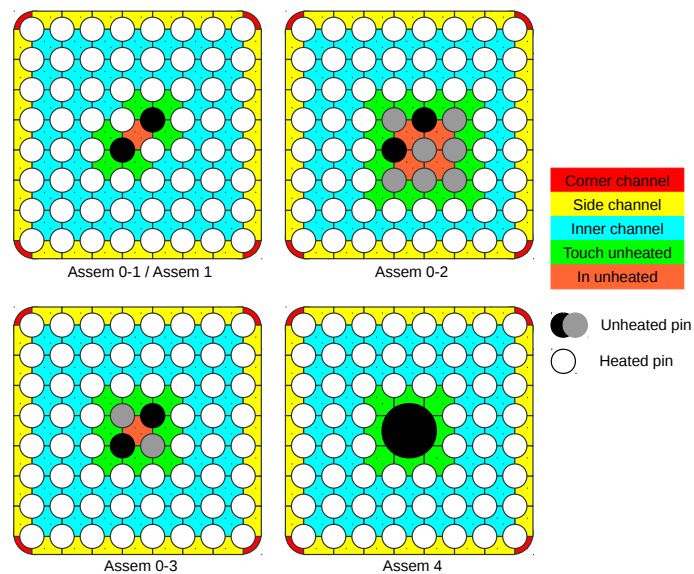 Assem 0-1 / Assem 1
Assem 0-2
Corner channel
Side channel
Inner channel
Touch unheated
In unheated
Unheated pin
Heated pin
Assem 0-3
Assem 4